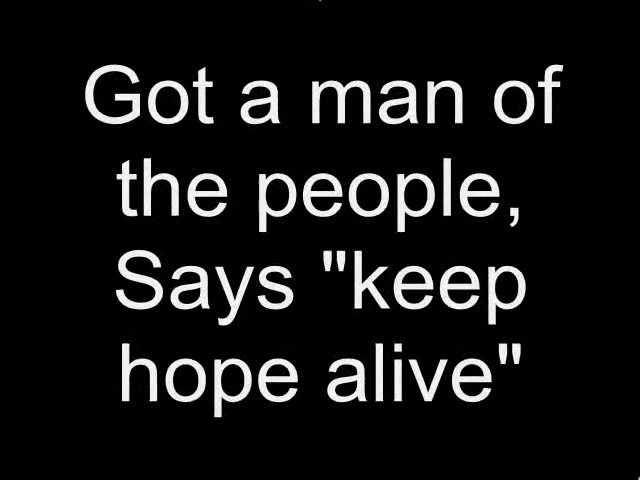 Got a man of
the people,
Says "keep
hope alive"